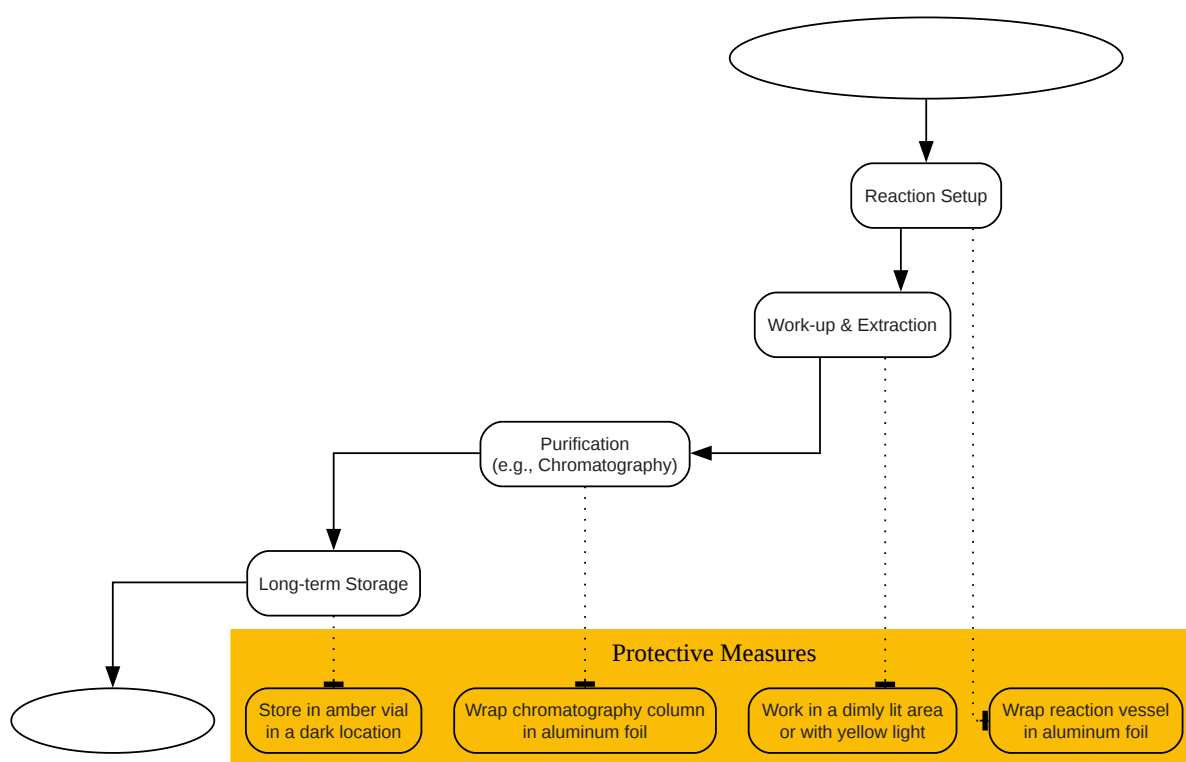 Reaction Setup
Work-up & Extraction
Purification
(e.g., Chromatography)
Long-term Storage
Protective Measures
Store in amber vial
in a dark location
Wrap chromatography column
in aluminum foil
Work in a dimly lit area
or with yellow light
Wrap reaction vessel
in aluminum foil